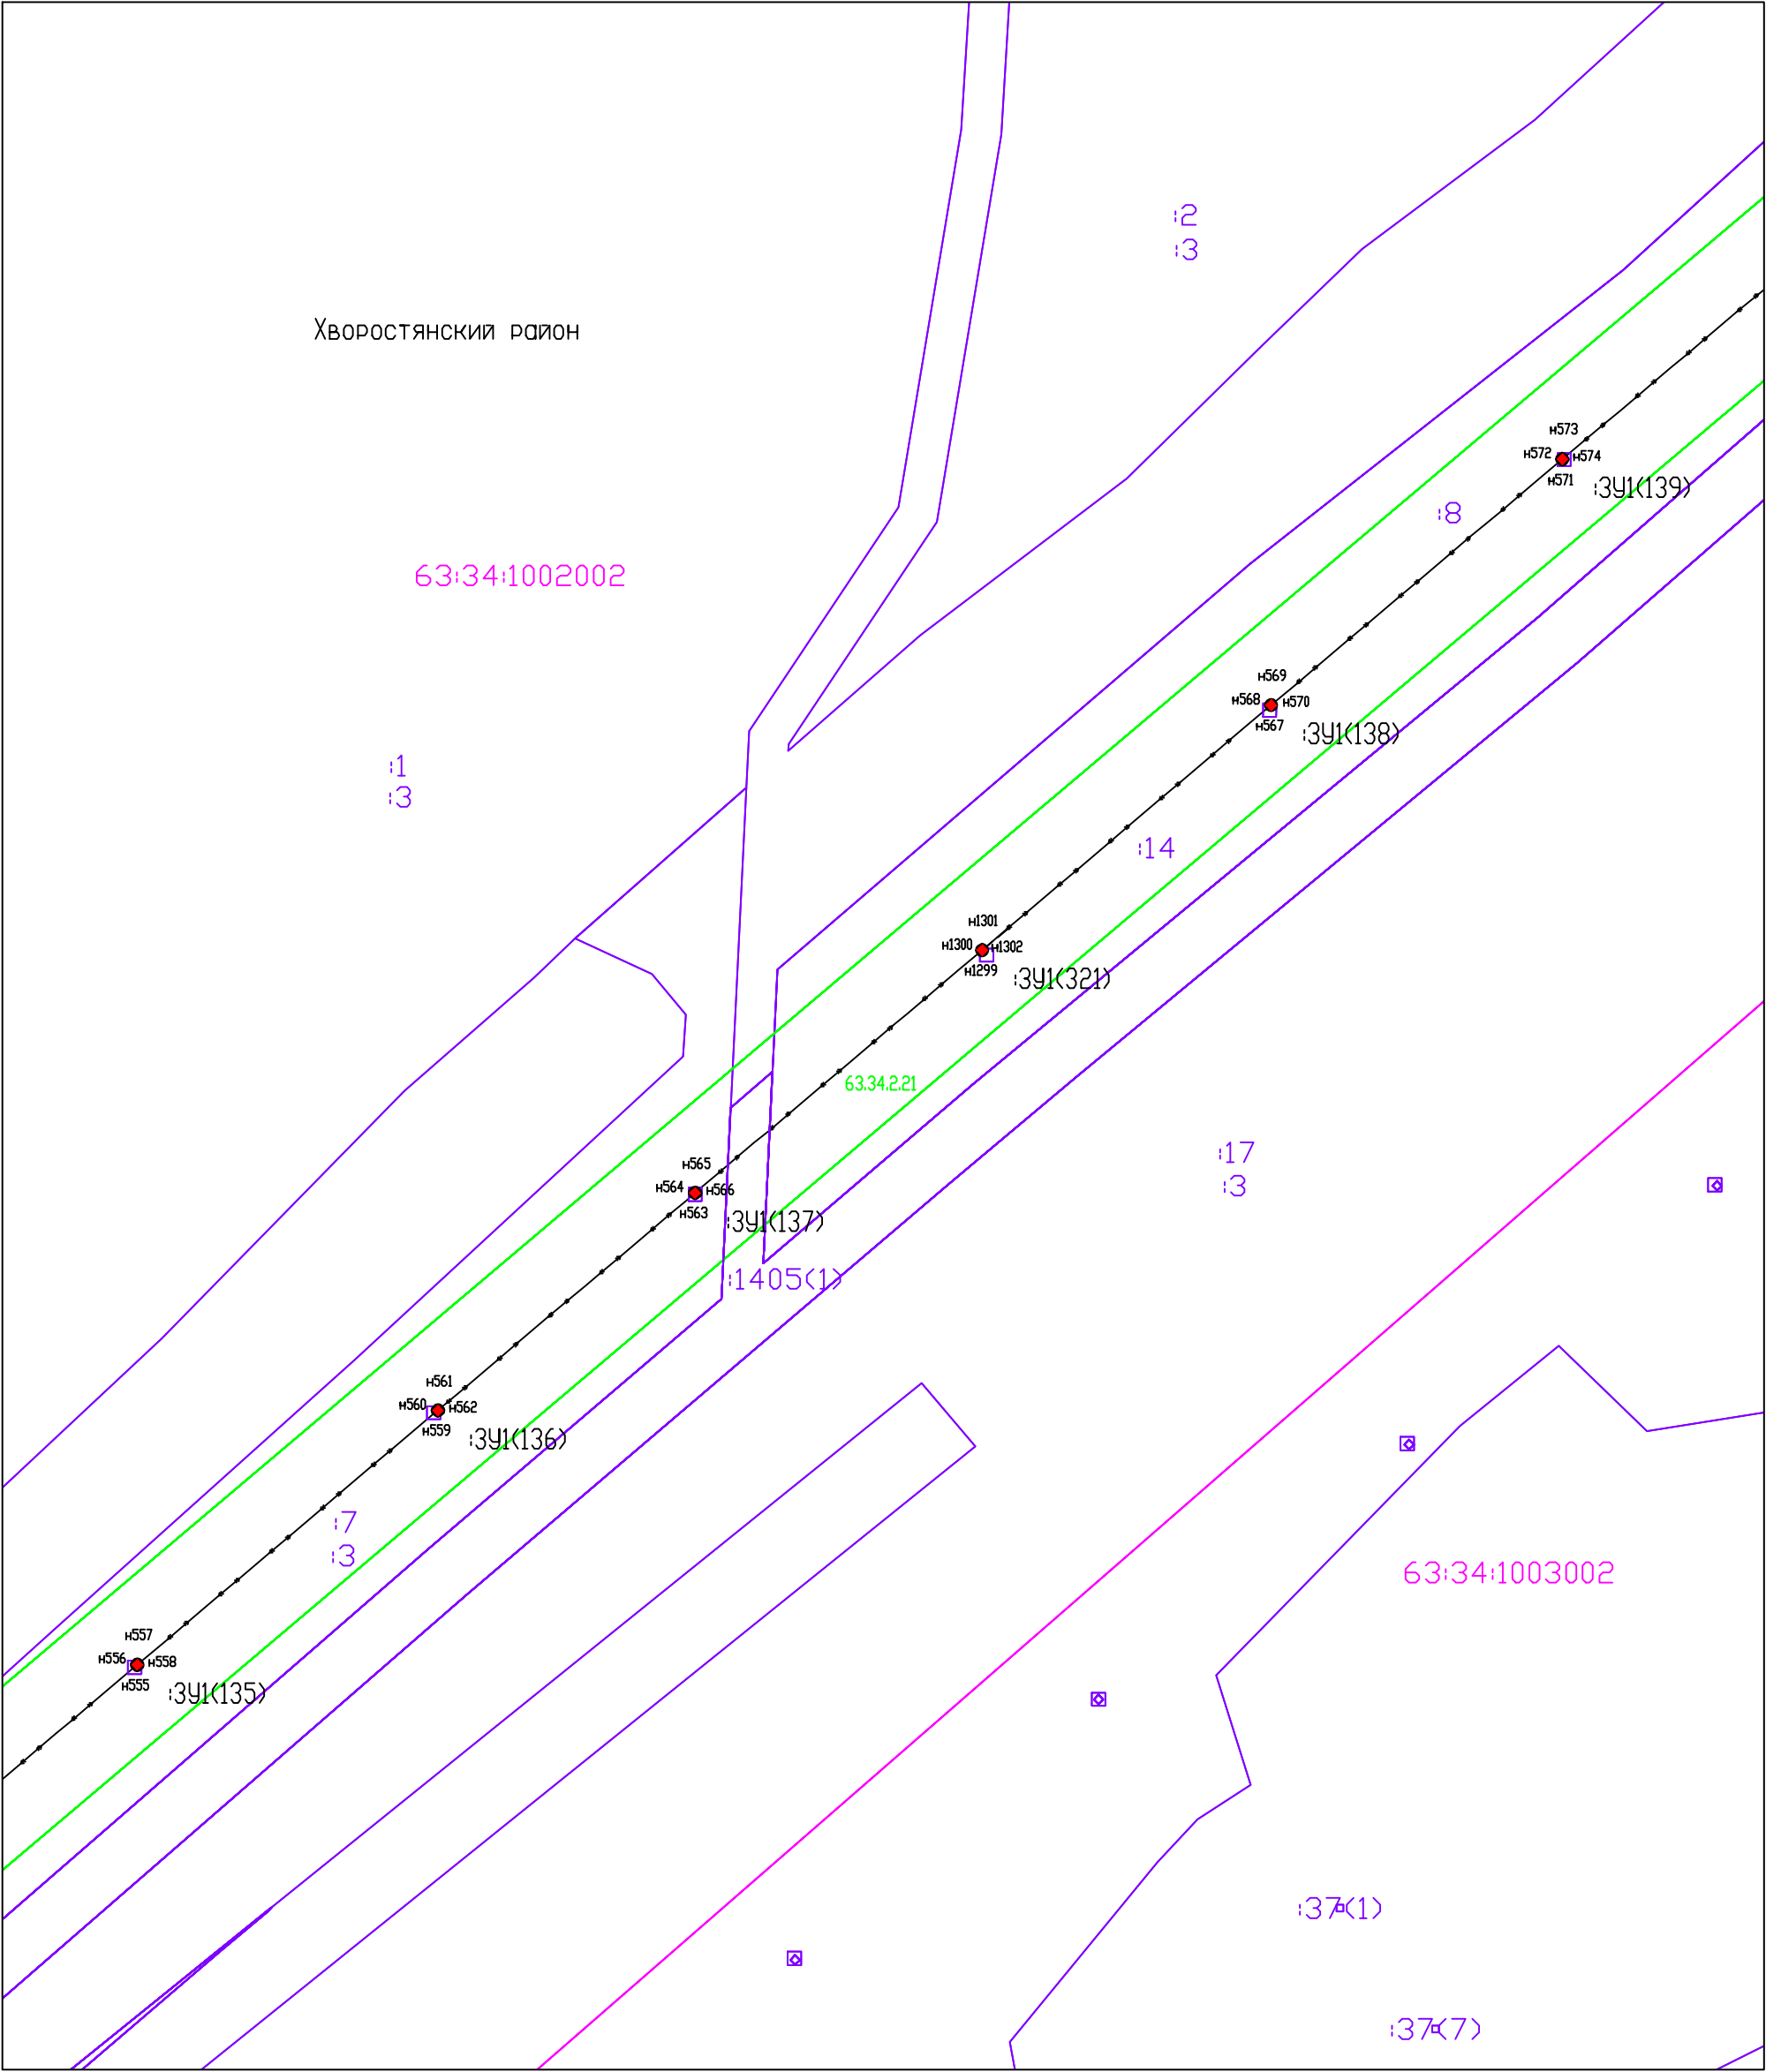 :2
:3
Хворостянский район
н573
н572
н574
н571
:ЗУ1(139)
:8
63:34:1002002
н569
н568
н570
н567
:ЗУ1(138)
:1
:3
:14
н1301
н1300
н1302
н1299
:ЗУ1(321)
63.34.2.21
:17
:3
н565
н564
н566
н563
:ЗУ1(137)
:1405(1)
н561
н560
н562
н559
:ЗУ1(136)
:7
:3
63:34:1003002
н557
н556
н558
н555
:ЗУ1(135)
:37(1)
:37(7)